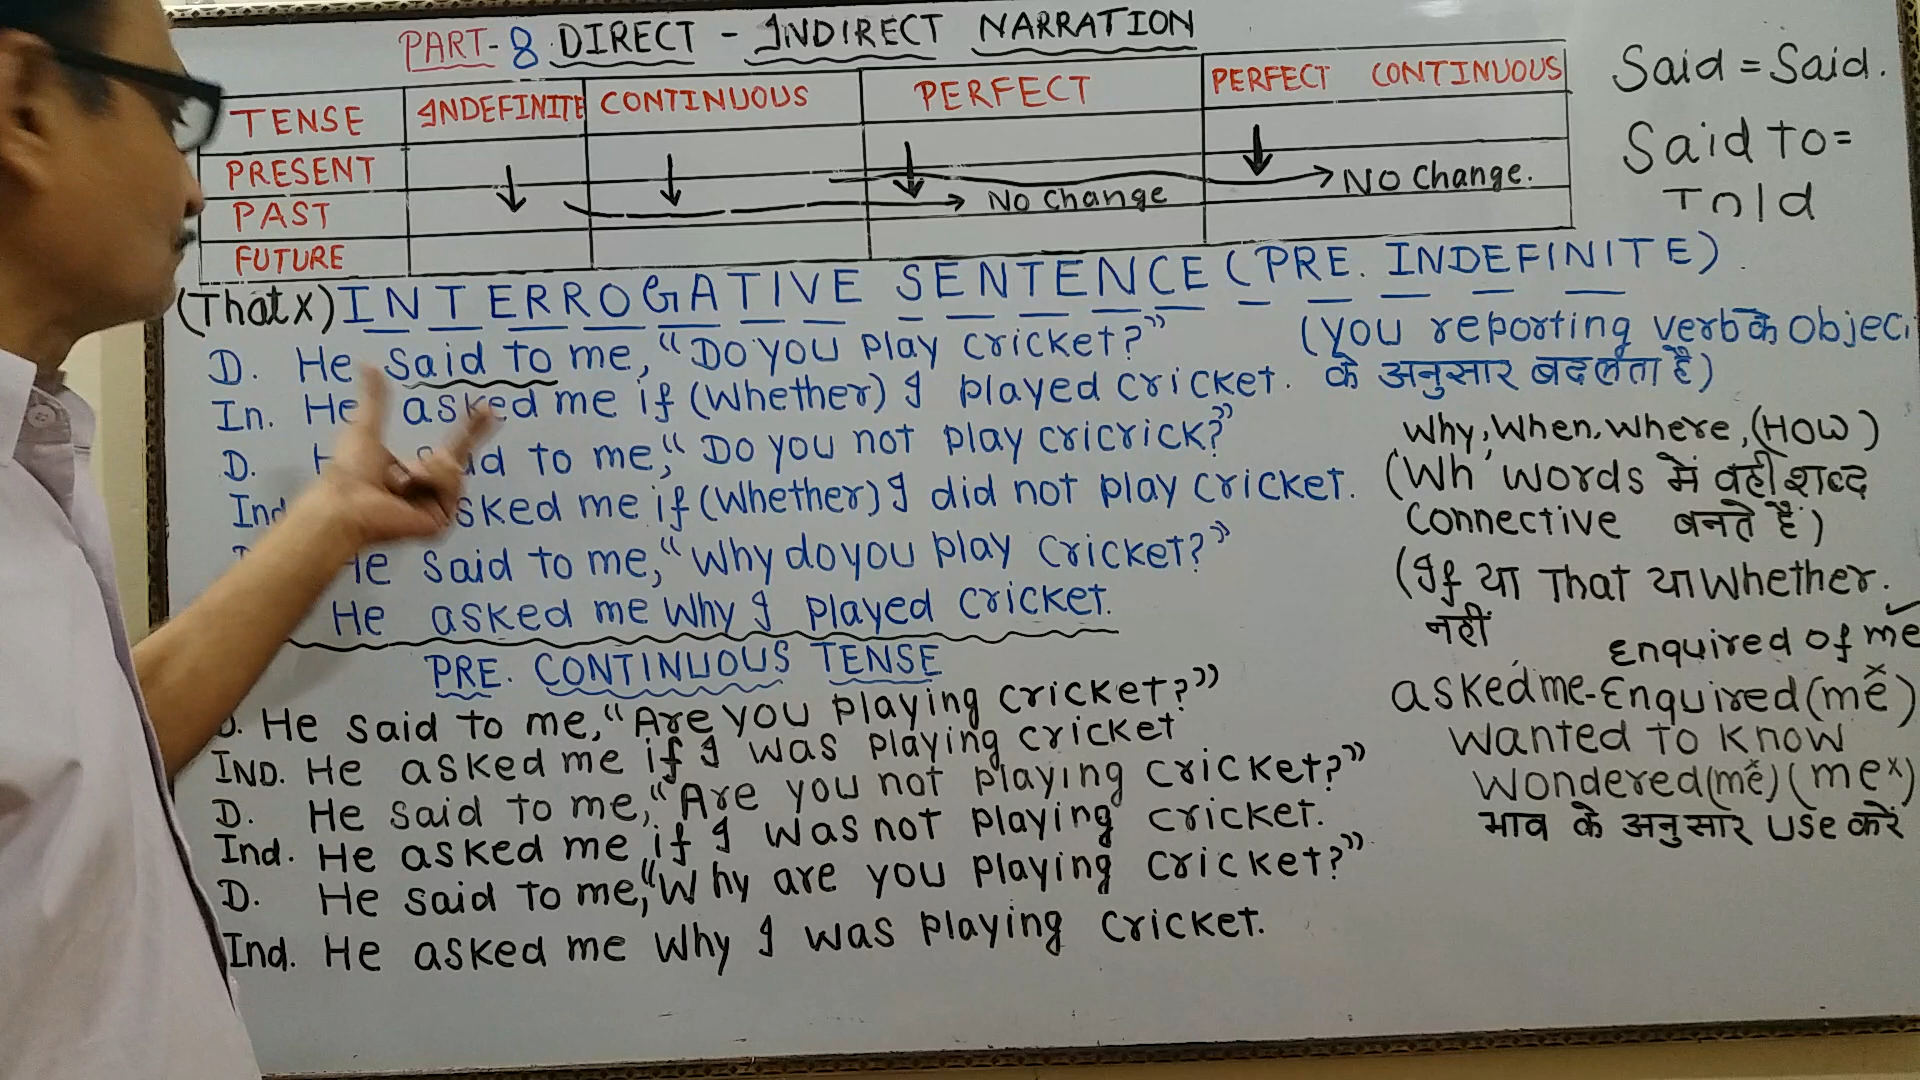 PART-8 DIRECT - INDIRECT NARRATION
TENSE INDEFINITE CONTINUOUS PERFECT PERFECT CONTINUOUS
PRESENT NO Change.
PAST No Change
FUTURE
Said = Said.
Said To =
Told
(That x) INTERROGATIVE SENTENCE (PRE. INDEFINITE).
D. He said to me, "Do you play cricket?"
In. He asked me if (Whether) I played cricket.
D. said to me, "Do you not play cricrick?"
Ind asked me if (Whether) I did not play cricket.
He said to me, "Why do you play cricket?"
He asked me why I played cricket.
(you reporting verb के objec
के अनुसार बदलता है)
Why, When, Where, (HOW)
(Wh' words में वही शब्द
Connective बनते हैं)
(If या That या Whether.
नहीं
Enquired of me
asked me - Enquired (me x)
wanted to know
wondered (me x) (me x)
भाव के अनुसार use करें
PRE. CONTINUOUS TENSE
D. He said to me, "Are you playing cricket?"
IND. He asked me if I was playing cricket
D. He said to me, "Are you not playing cricket?"
Ind. He asked me if I was not playing cricket.
D. He said to me, "Why are you playing cricket?"
Ind. He asked me why I was playing cricket.